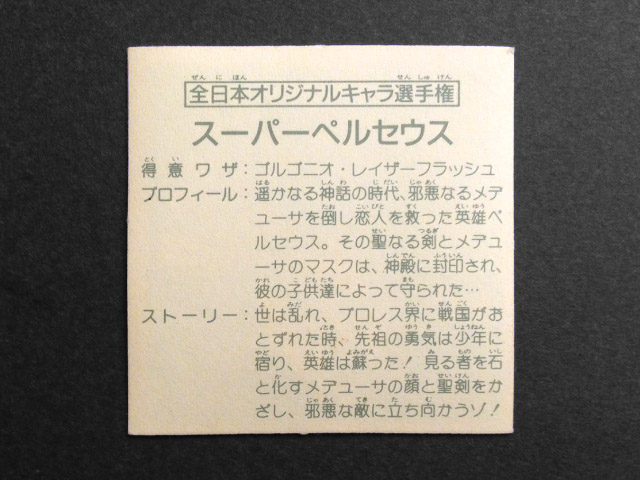 全日本オリジナルキャラ選手権
スーパーペルセウス
得意ワザ：ゴルゴニオ・レイザーフラッシュ
プロフィール：遥かなる神話の時代、邪悪なるメデ
ューサを倒し恋人を救った英雄ペ
ルセウス。その聖なる剣とメデュ
ーサのマスクは、神殿に封印され、
彼の子供達によって守られた…
ストーリー：世は乱れ、プロレス界に戦国がお
とずれた時、先祖の勇気は少年に
宿り、英雄は蘇った！見る者を石
と化すメデューサの顔と聖剣をか
ざし、邪悪な敵に立ち向かうゾ！